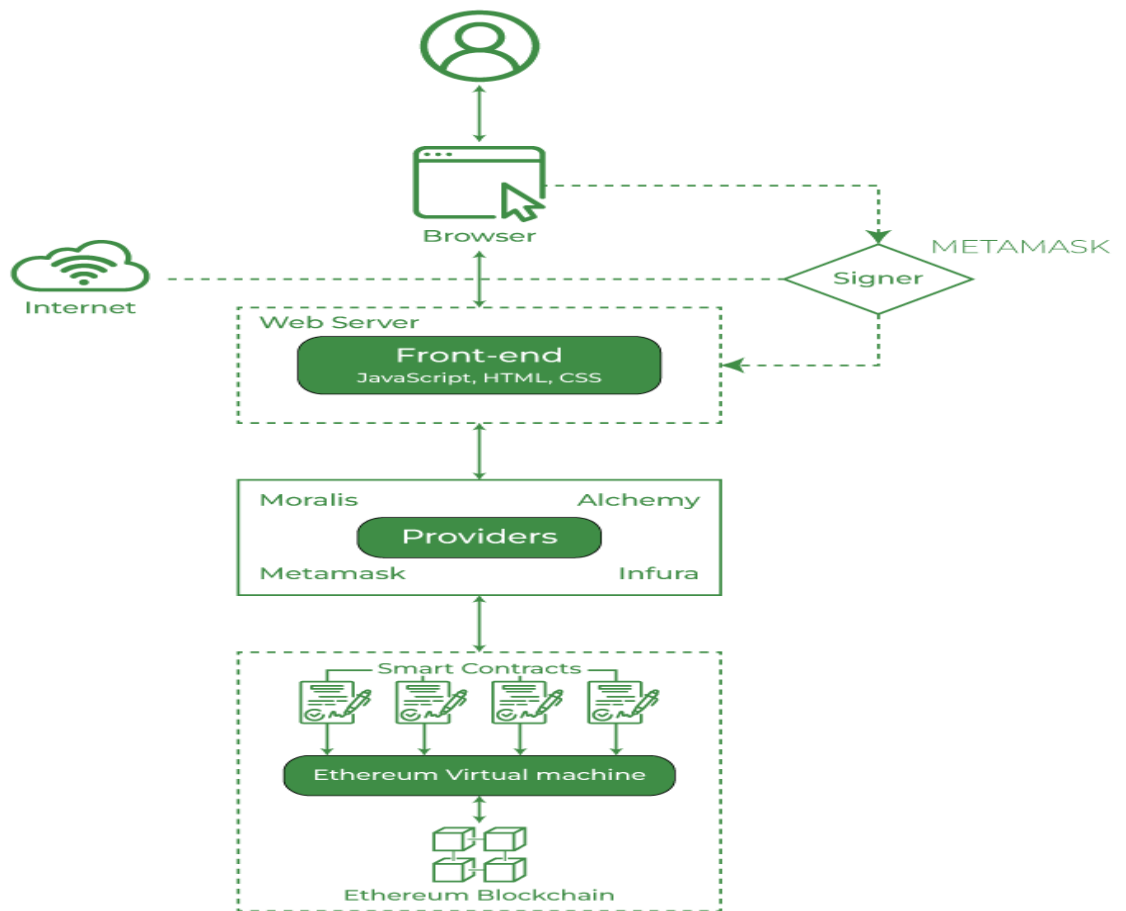 Browser
METAMASK
Signer
Internet
Web Server
Front-end
JavaScript, HTML, CSS
Moralis
Alchemy
Providers
Metamask
Infura
Smart Contracts
Ethereum Virtual machine
Ethereum Blockchain